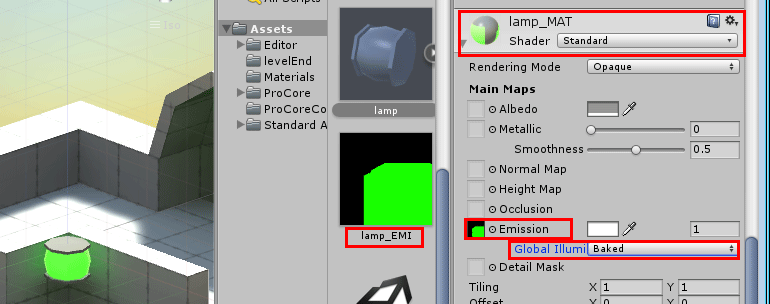 Iso
Assets
Editor
levelEnd
Materials
ProCore
ProCoreCo
Standard A
lamp
lamp_EMI
lamp_MAT
Shader Standard
Rendering Mode Opaque
Main Maps
Albedo
Metallic 0
Smoothness 0.5
Normal Map
Height Map
Occlusion
Emission 1
Global Illumi Baked
Detail Mask
Tiling X 1 Y 1
Offset X 0 Y 0